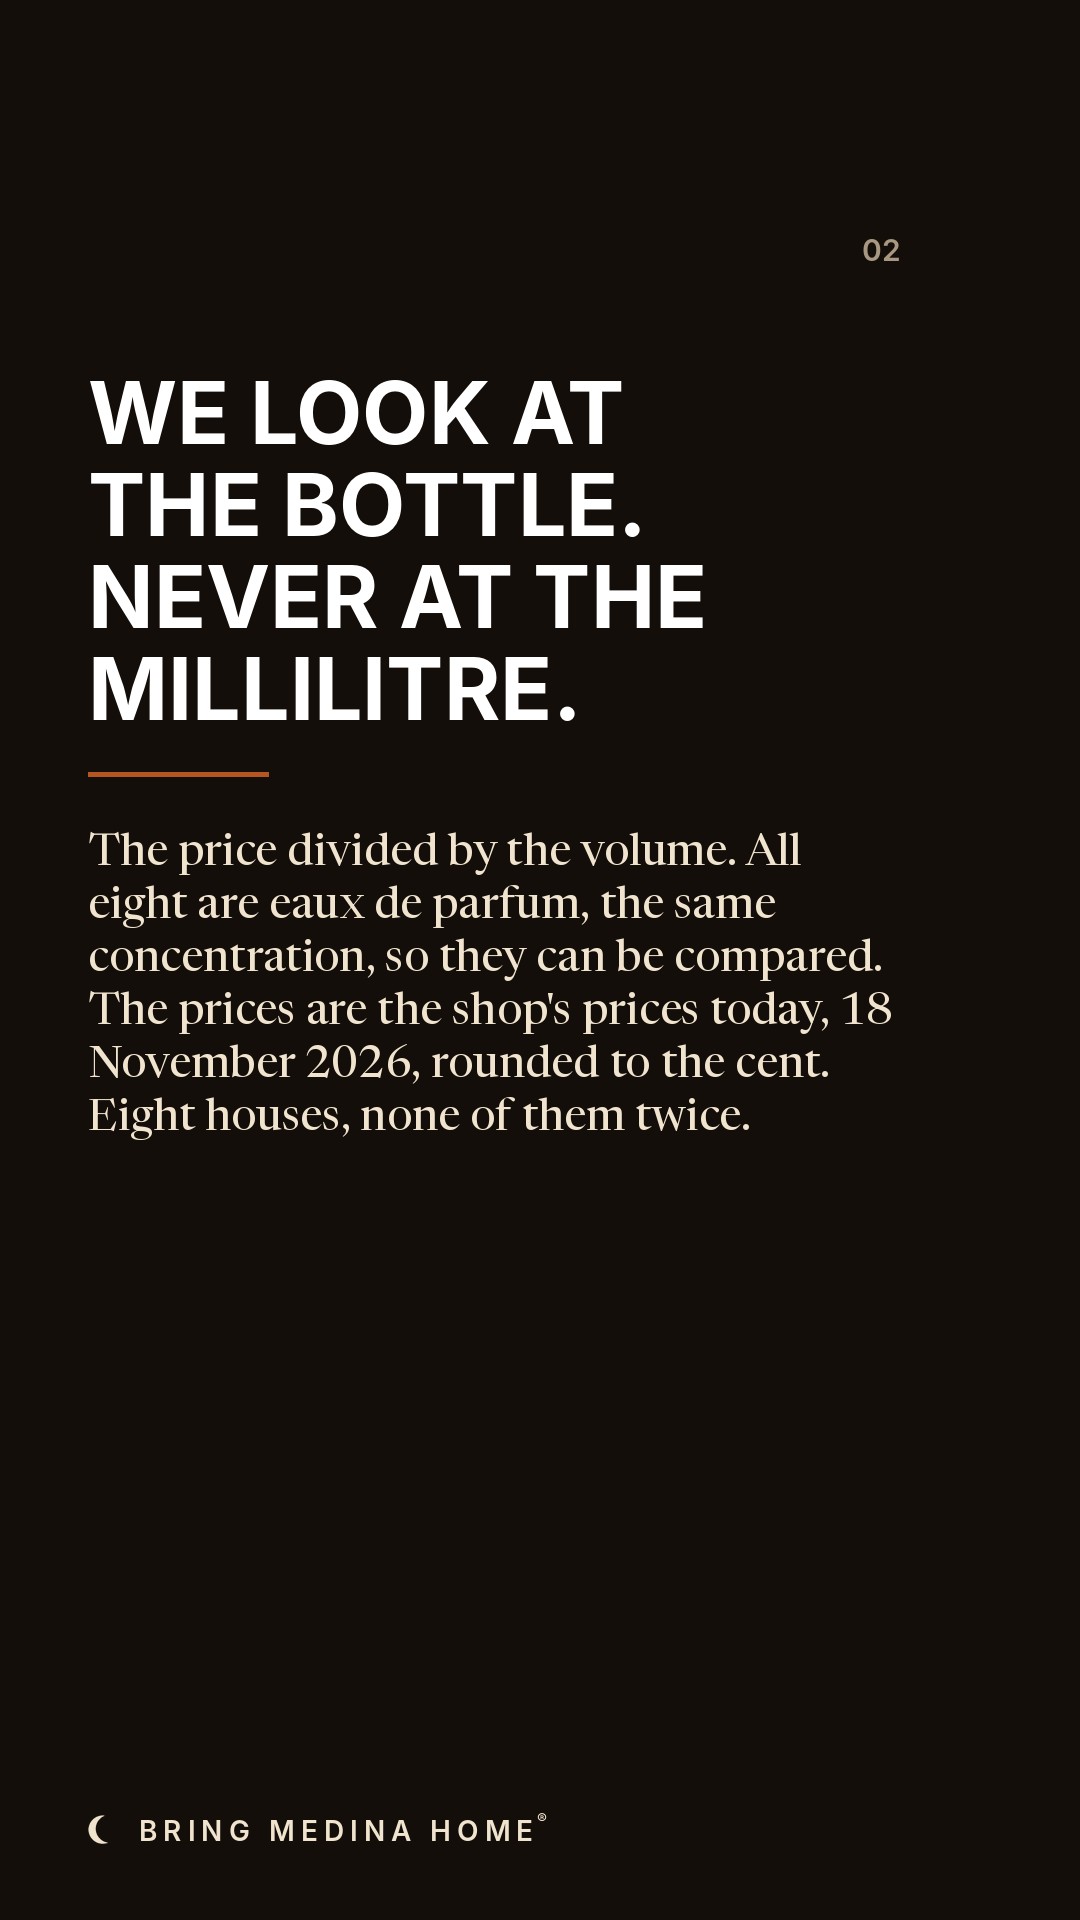 02
WE LOOK AT
THE BOTTLE.
NEVER AT THE
MILLILITRE.
The price divided by the volume. All
eight are eaux de parfum, the same
concentration, so they can be compared.
The prices are the shop's prices today, 18
November 2026, rounded to the cent.
Eight houses, none of them twice.
BRING MEDINA HOME®